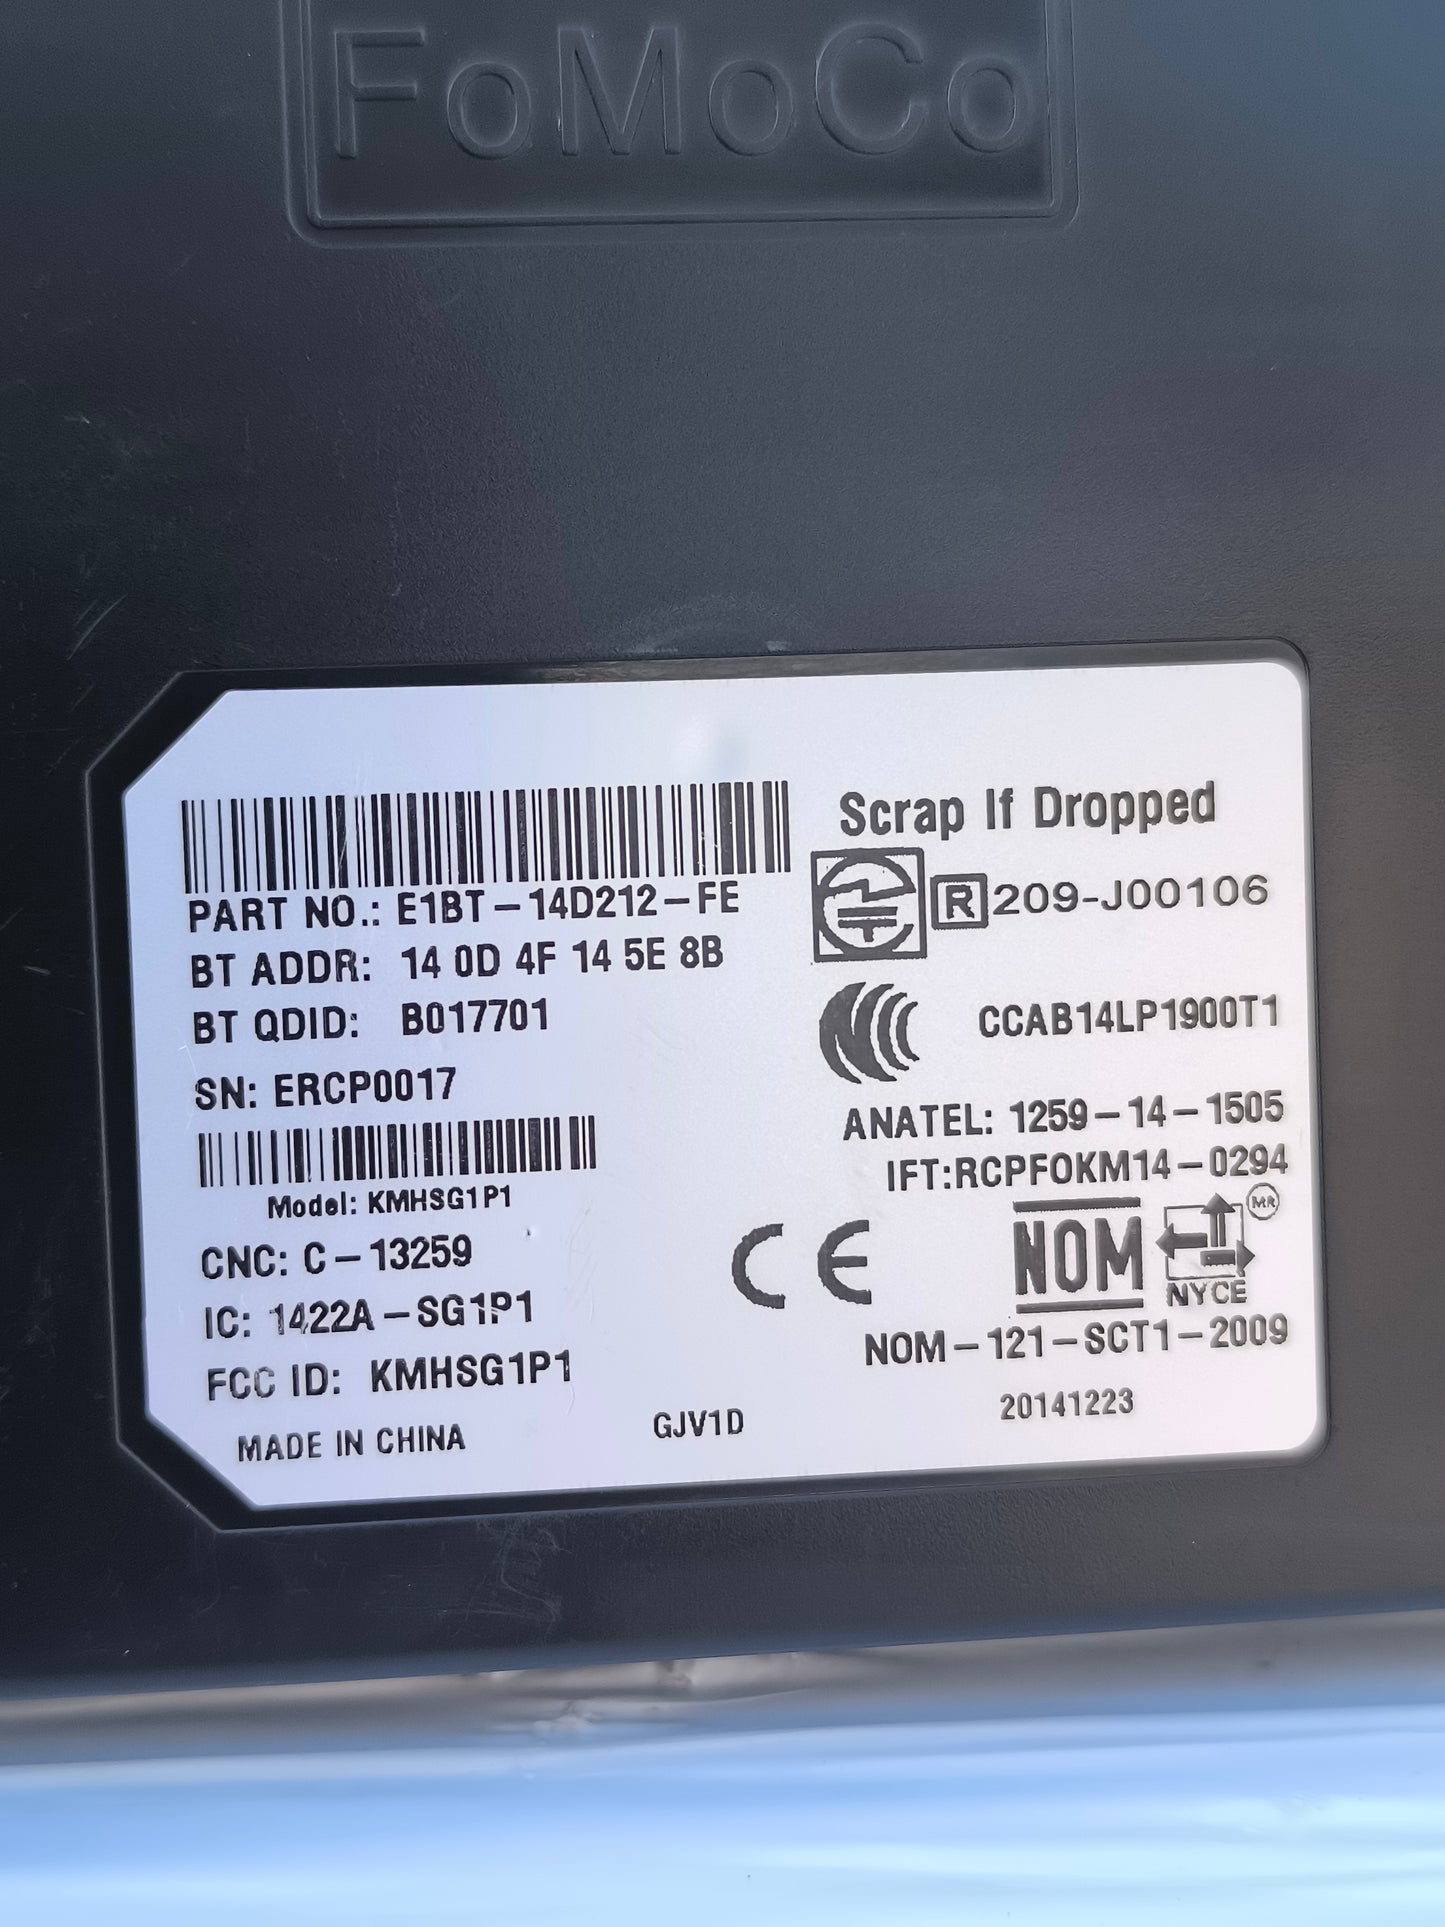 FoMoCo
PART NO.: E1BT-14D212-FE
BT ADDR: 14 0D 4F 14 5E 8B
BT QDID: B017701
SN: ERCP0017
Model: KMHSG1P1
CNC: C-13259
IC: 1422A-SG1P1
FCC ID: KMHSG1P1
MADE IN CHINA
GJV1D
Scrap If Dropped
R 209-J00106
CCAB14LP1900T1
ANATEL: 1259-14-1505
IFT:RCPFOKM14-0294
CE
NOM
MR
NYCE
NOM-121-SCT1-2009
20141223